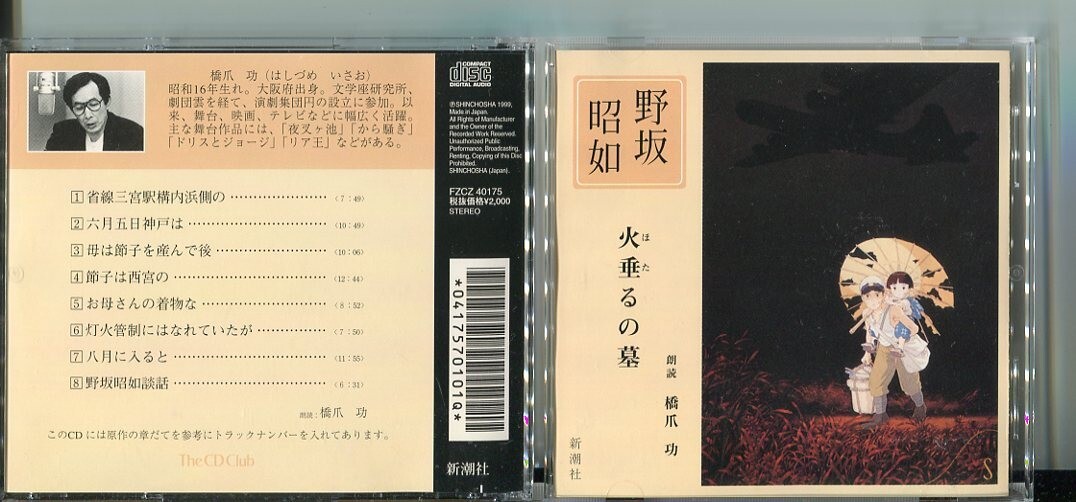 橋爪　功（はしづめ　いさお）
昭和16年生れ。大阪府出身。文学座研究所、
劇団雲を経て、演劇集団円の設立に参加。以
来、舞台、映画、テレビなどに幅広く活躍。
主な舞台作品には、「夜叉ヶ池」「から騒ぎ」
「ドリスとジョージ」「リア王」などがある。
1 省線三宮駅構内浜側の ………………… 〈7：49〉
2 六月五日神戸は ………………………… 〈10：49〉
3 母は節子を産んで後 …………………… 〈10：06〉
4 節子は西宮の …………………………… 〈12：44〉
5 お母さんの着物な ……………………… 〈8：52〉
6 灯火管制にはなれていたが …………… 〈7：50〉
7 八月に入ると …………………………… 〈11：55〉
8 野坂昭如談話 …………………………… 〈6：31〉
朗読：橋爪　功
このCDには原作の章だてを参考にトラックナンバーを入れてあります。
The CD Club
COMPACT
disc
DIGITAL AUDIO
℗SHINCHOSHA 1999,
Made in Japan.
All Rights of Manufacturer
and the Owner of the
Recorded Work Reserved.
Unauthorized Public
Performance, Broadcasting,
Renting, Copying of this Disc
Prohibited.
SHINCHOSHA (Japan).
FZCZ 40175
税抜価格¥2,000
STEREO
*0417570101Q*
新潮社
野坂
昭如
火垂るの墓
ほた
朗読　橋爪　功
新潮社
S